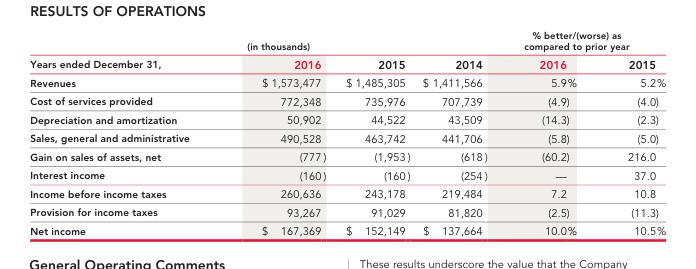 RESULTS OF OPERATIONS
% better/(worse) as
(in thousands) compared to prior year
Years ended December 31, 2016 2015 2014 2016 2015
Revenues $ 1,573,477 $ 1,485,305 $ 1,411,566 5.9% 5.2%
Cost of services provided 772,348 735,976 707,739 (4.9) (4.0)
Depreciation and amortization 50,902 44,522 43,509 (14.3) (2.3)
Sales, general and administrative 490,528 463,742 441,706 (5.8) (5.0)
Gain on sales of assets, net (777) (1,953) (618) (60.2) 216.0
Interest income (160) (160) (254) — 37.0
Income before income taxes 260,636 243,178 219,484 7.2 10.8
Provision for income taxes 93,267 91,029 81,820 (2.5) (11.3)
Net income $ 167,369 $ 152,149 $ 137,664 10.0% 10.5%
General Operating Comments
These results underscore the value that the Company